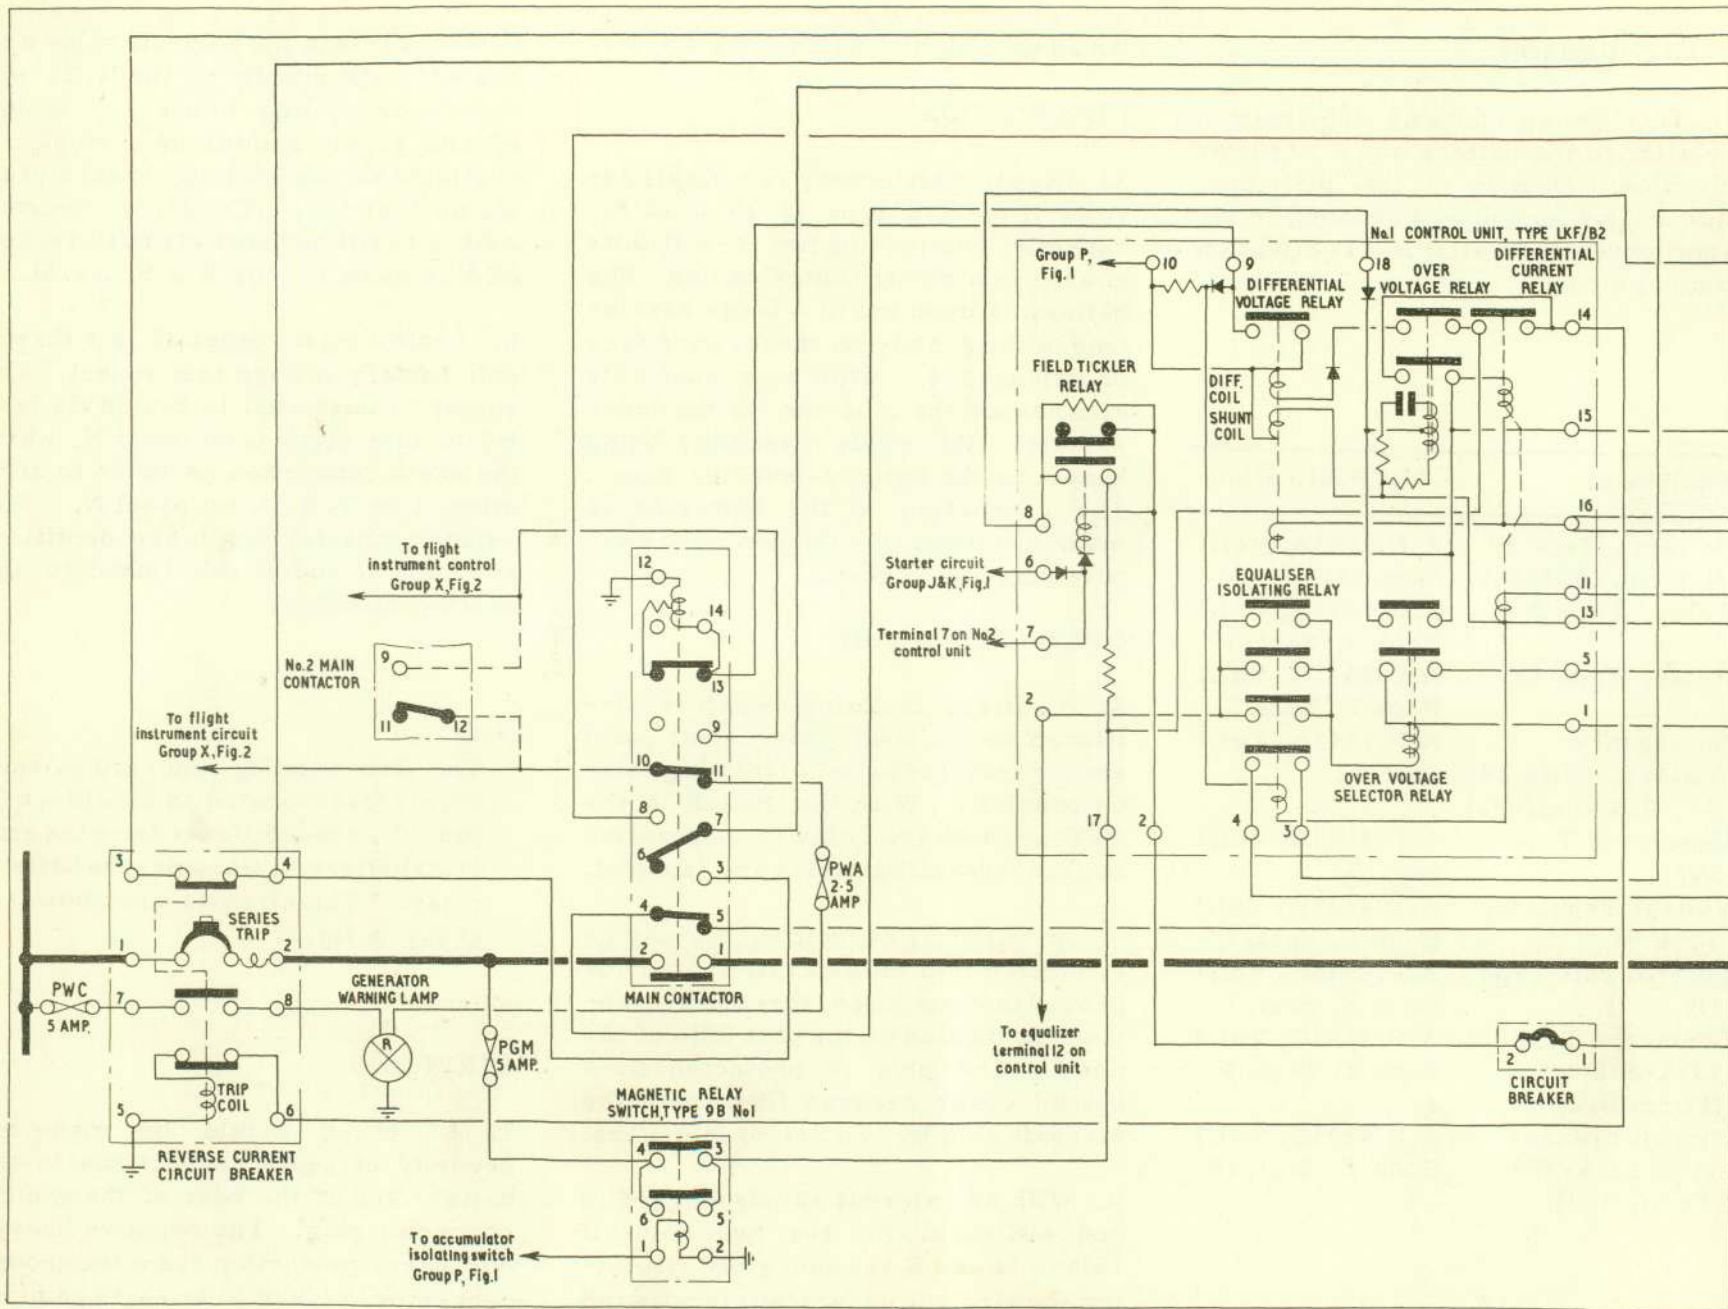 No.1 CONTROL UNIT, TYPE LKF/B2
Group P,
Fig.1
10
9
18
DIFFERENTIAL
VOLTAGE RELAY
OVER
VOLTAGE RELAY
DIFFERENTIAL
CURRENT
RELAY
14
FIELD TICKLER
RELAY
DIFF.
COIL
SHUNT
COIL
15
8
16
Starter circuit
Group J&K,Fig.1
6
EQUALISER
ISOLATING RELAY
11
13
Terminal 7 on No2
control unit
7
5
2
1
OVER VOLTAGE
SELECTOR RELAY
17
2
4
3
To flight
instrument control
Group X,Fig.2
12
14
No.2 MAIN
CONTACTOR
9
11
12
13
To flight
instrument circuit
Group X,Fig.2
9
10
11
8
7
6
3
PWA
2·5
AMP
4
5
2
1
MAIN CONTACTOR
3
4
SERIES
TRIP
1
2
PWC
5 AMP.
7
8
GENERATOR
WARNING LAMP
R
PGM
5 AMP.
TRIP
COIL
5
6
REVERSE CURRENT
CIRCUIT BREAKER
To equalizer
terminal 12 on
control unit
2
1
CIRCUIT
BREAKER
MAGNETIC RELAY
SWITCH,TYPE 9B No1
4
3
6
5
1
2
To accumulator
isolating switch
Group P, Fig.1